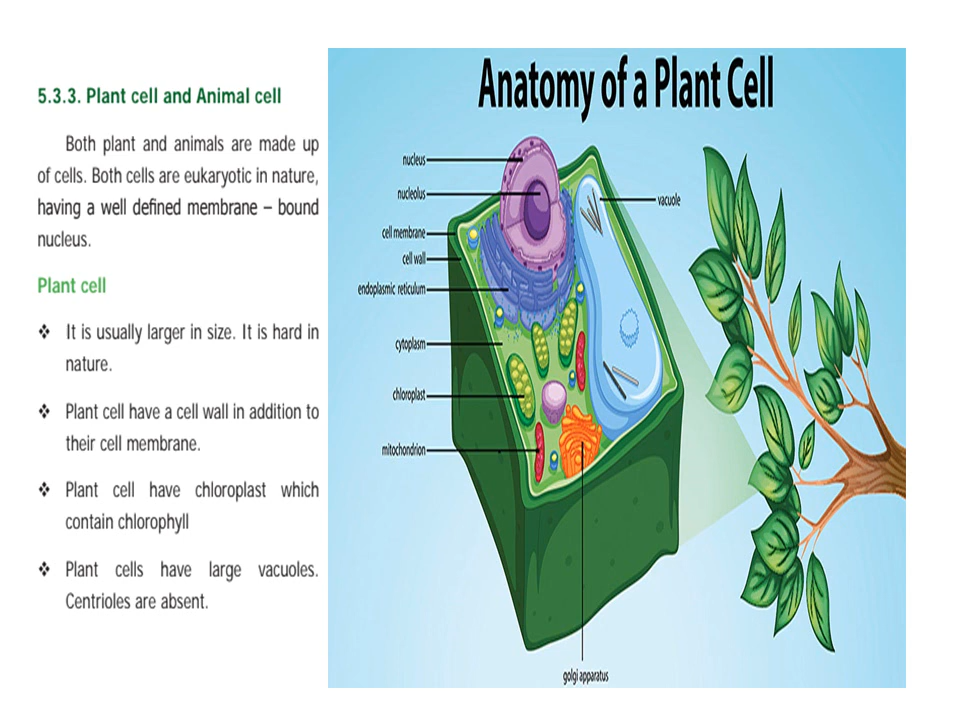 5.3.3. Plant cell and Animal cell
Both plant and animals are made up
of cells. Both cells are eukaryotic in nature,
having a well defined membrane – bound
nucleus.
Plant cell
❖ It is usually larger in size. It is hard in
nature.
❖ Plant cell have a cell wall in addition to
their cell membrane.
❖ Plant cell have chloroplast which
contain chlorophyll
❖ Plant cells have large vacuoles.
Centrioles are absent.
Anatomy of a Plant Cell
nucleus
nucleolus
cell membrane
cell wall
endoplasmic reticulum
cytoplasm
chloroplast
mitochondrion
vacuole
golgi apparatus